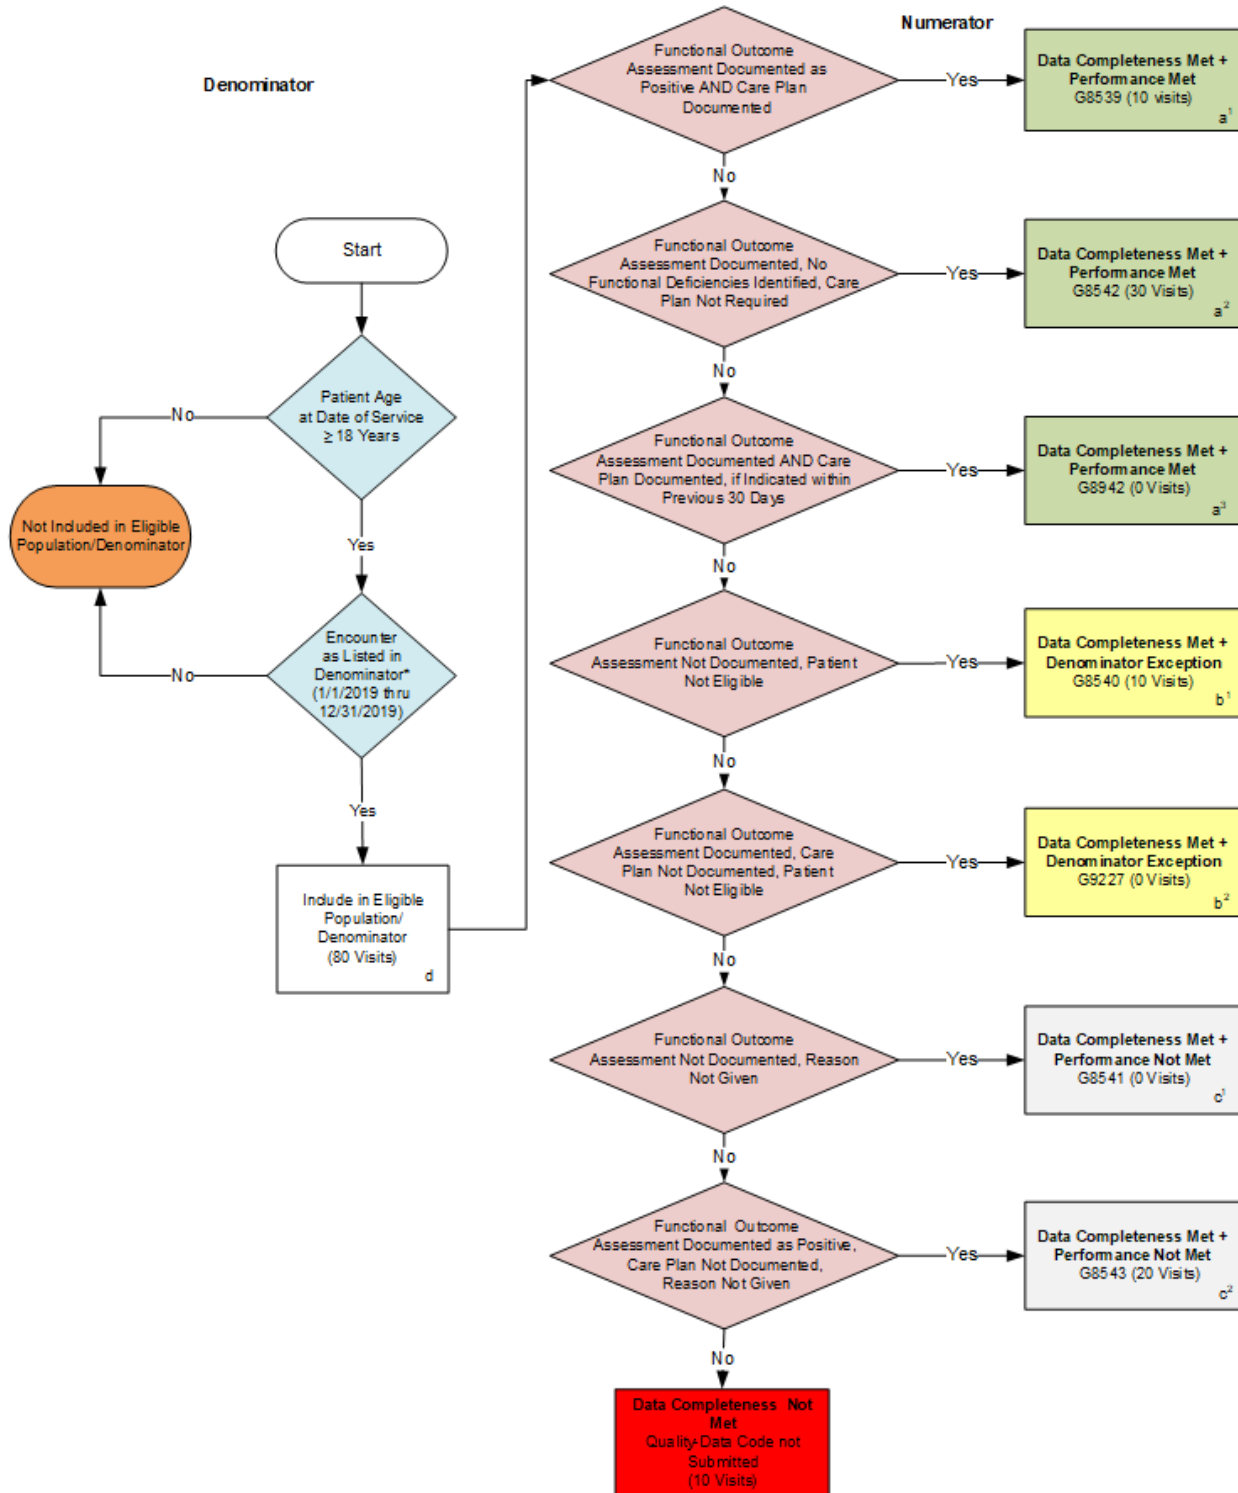 Denominator
Numerator
Start
Patient Age
at Date of Service
≥ 18 Years
No
Not Included in Eligible
Population/Denominator
Yes
Encounter
as Listed in
Denominator*
(1/1/2019 thru
12/31/2019)
No
Yes
Include in Eligible
Population/
Denominator
(80 Visits)
d
Functional Outcome
Assessment Documented as
Positive AND Care Plan
Documented
Yes
Data Completeness Met +
Performance Met
G8539 (10 visits)
a1
No
Functional Outcome
Assessment Documented, No
Functional Deficiencies Identified, Care
Plan Not Required
Yes
Data Completeness Met +
Performance Met
G8542 (30 Visits)
a2
No
Functional Outcome
Assessment Documented AND Care
Plan Documented, if Indicated within
Previous 30 Days
Yes
Data Completeness Met +
Performance Met
G8942 (0 Visits)
a3
No
Functional Outcome
Assessment Not Documented, Patient
Not Eligible
Yes
Data Completeness Met +
Denominator Exception
G8540 (10 Visits)
b1
No
Functional Outcome
Assessment Documented, Care
Plan Not Documented, Patient
Not Eligible
Yes
Data Completeness Met +
Denominator Exception
G9227 (0 Visits)
b2
No
Functional Outcome
Assessment Not Documented, Reason
Not Given
Yes
Data Completeness Met +
Performance Not Met
G8541 (0 Visits)
c1
No
Functional Outcome
Assessment Documented as Positive,
Care Plan Not Documented,
Reason Not Given
Yes
Data Completeness Met +
Performance Not Met
G8543 (20 Visits)
c2
No
Data Completeness Not
Met
Quality-Data Code not
Submitted
(10 Visits)